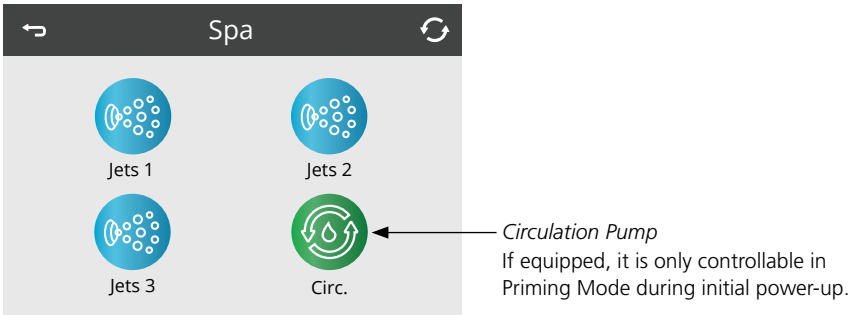 Spa
Jets 1
Jets 2
Jets 3
Circ.
Circulation Pump
If equipped, it is only controllable in
Priming Mode during initial power-up.